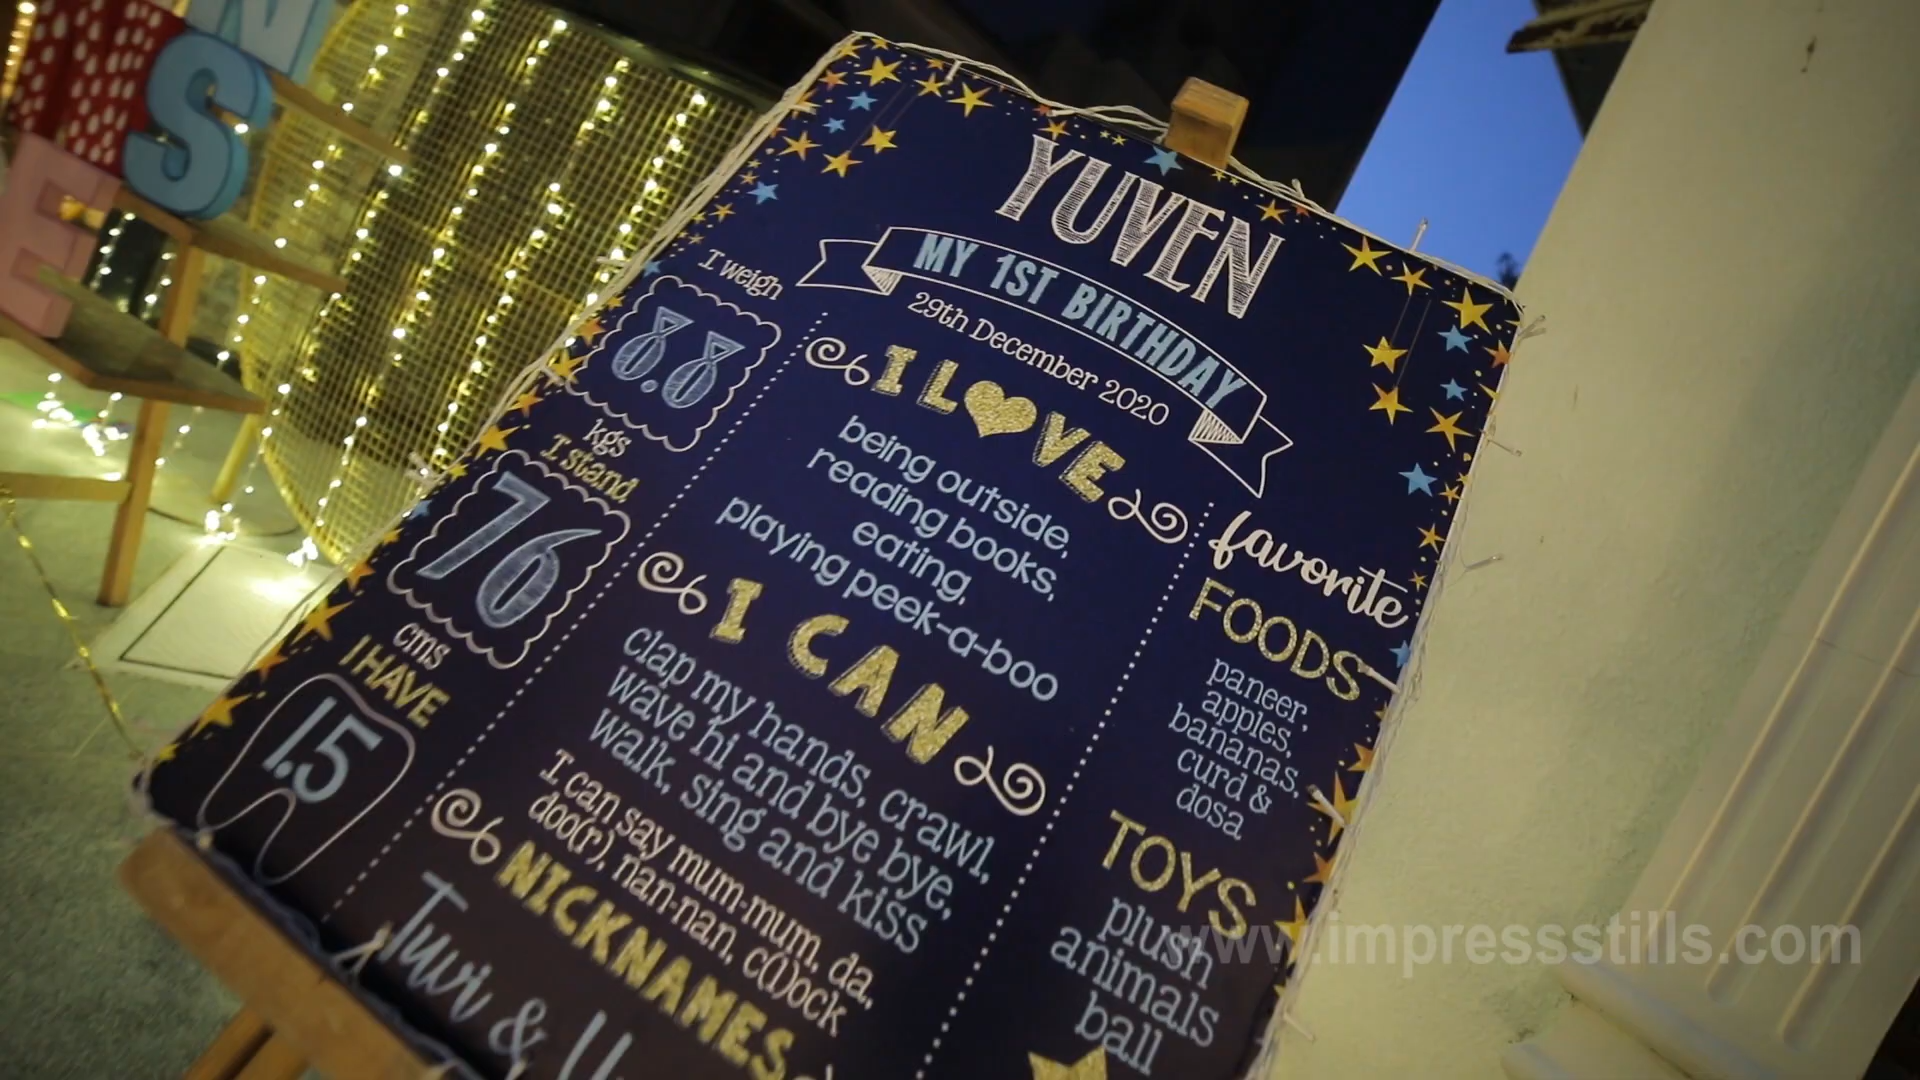 YUVEN
MY 1ST BIRTHDAY
29th December 2020
I weigh
8.8
kgs
I stand
76
cms
I HAVE
1.5
I LOVE
being outside,
reading books,
eating,
playing peek-a-boo
I CAN
clap my hands, crawl,
wave hi and bye bye,
walk, sing and kiss
I can say mum-mum, da,
doo(r), nan-nan, c(l)ock
NICKNAMES
Tuvi &
favorite
FOODS
paneer,
apples,
bananas,
curd &
dosa
TOYS
plush
animals
ball
N
S
E
www.impressstills.com